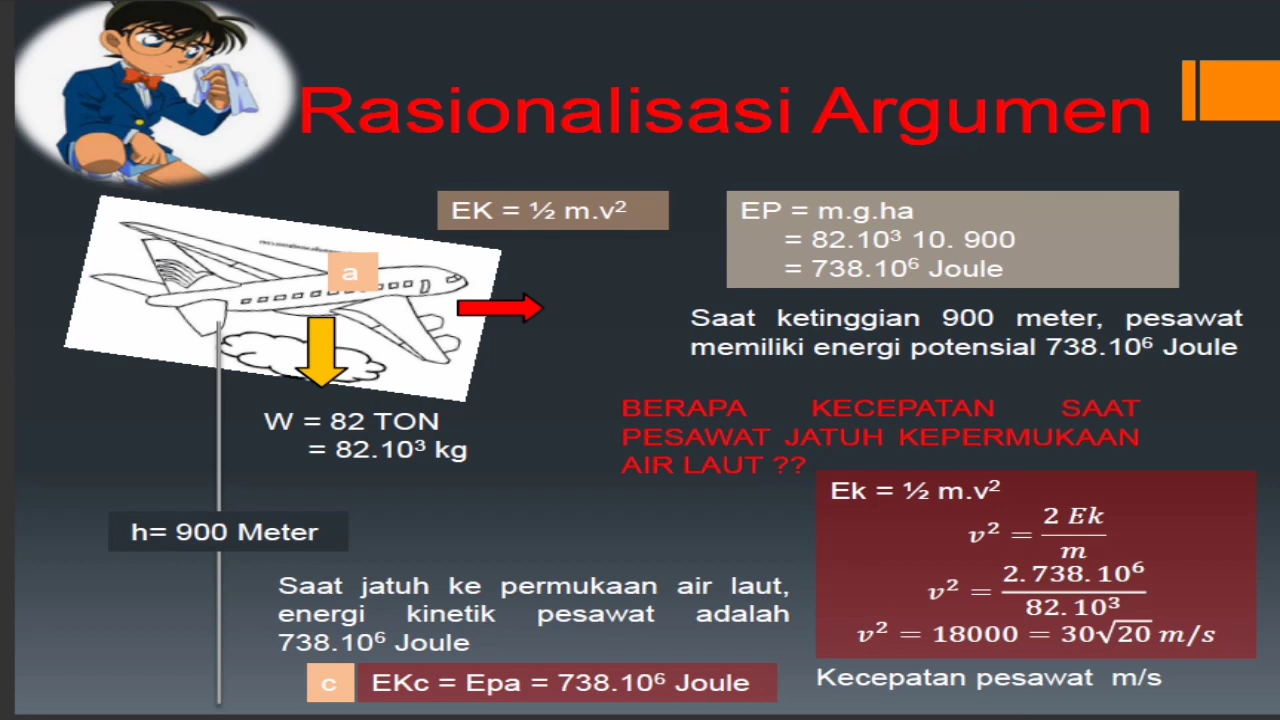 Rasionalisasi Argumen
EK = ½ m.v²
EP = m.g.ha
= 82.10³ 10. 900
= 738.10⁶ Joule
a
Saat ketinggian 900 meter, pesawat
memiliki energi potensial 738.10⁶ Joule
W = 82 TON
= 82.10³ kg
BERAPA KECEPATAN SAAT
PESAWAT JATUH KEPERMUKAAN
AIR LAUT ??
h= 900 Meter
Ek = ½ m.v²
v² = 2 Ek / m
v² = 2.738.10⁶ / 82.10³
v² = 18000 = 30√20 m/s
Saat jatuh ke permukaan air laut,
energi kinetik pesawat adalah
738.10⁶ Joule
c
EKc = Epa = 738.10⁶ Joule
Kecepatan pesawat m/s